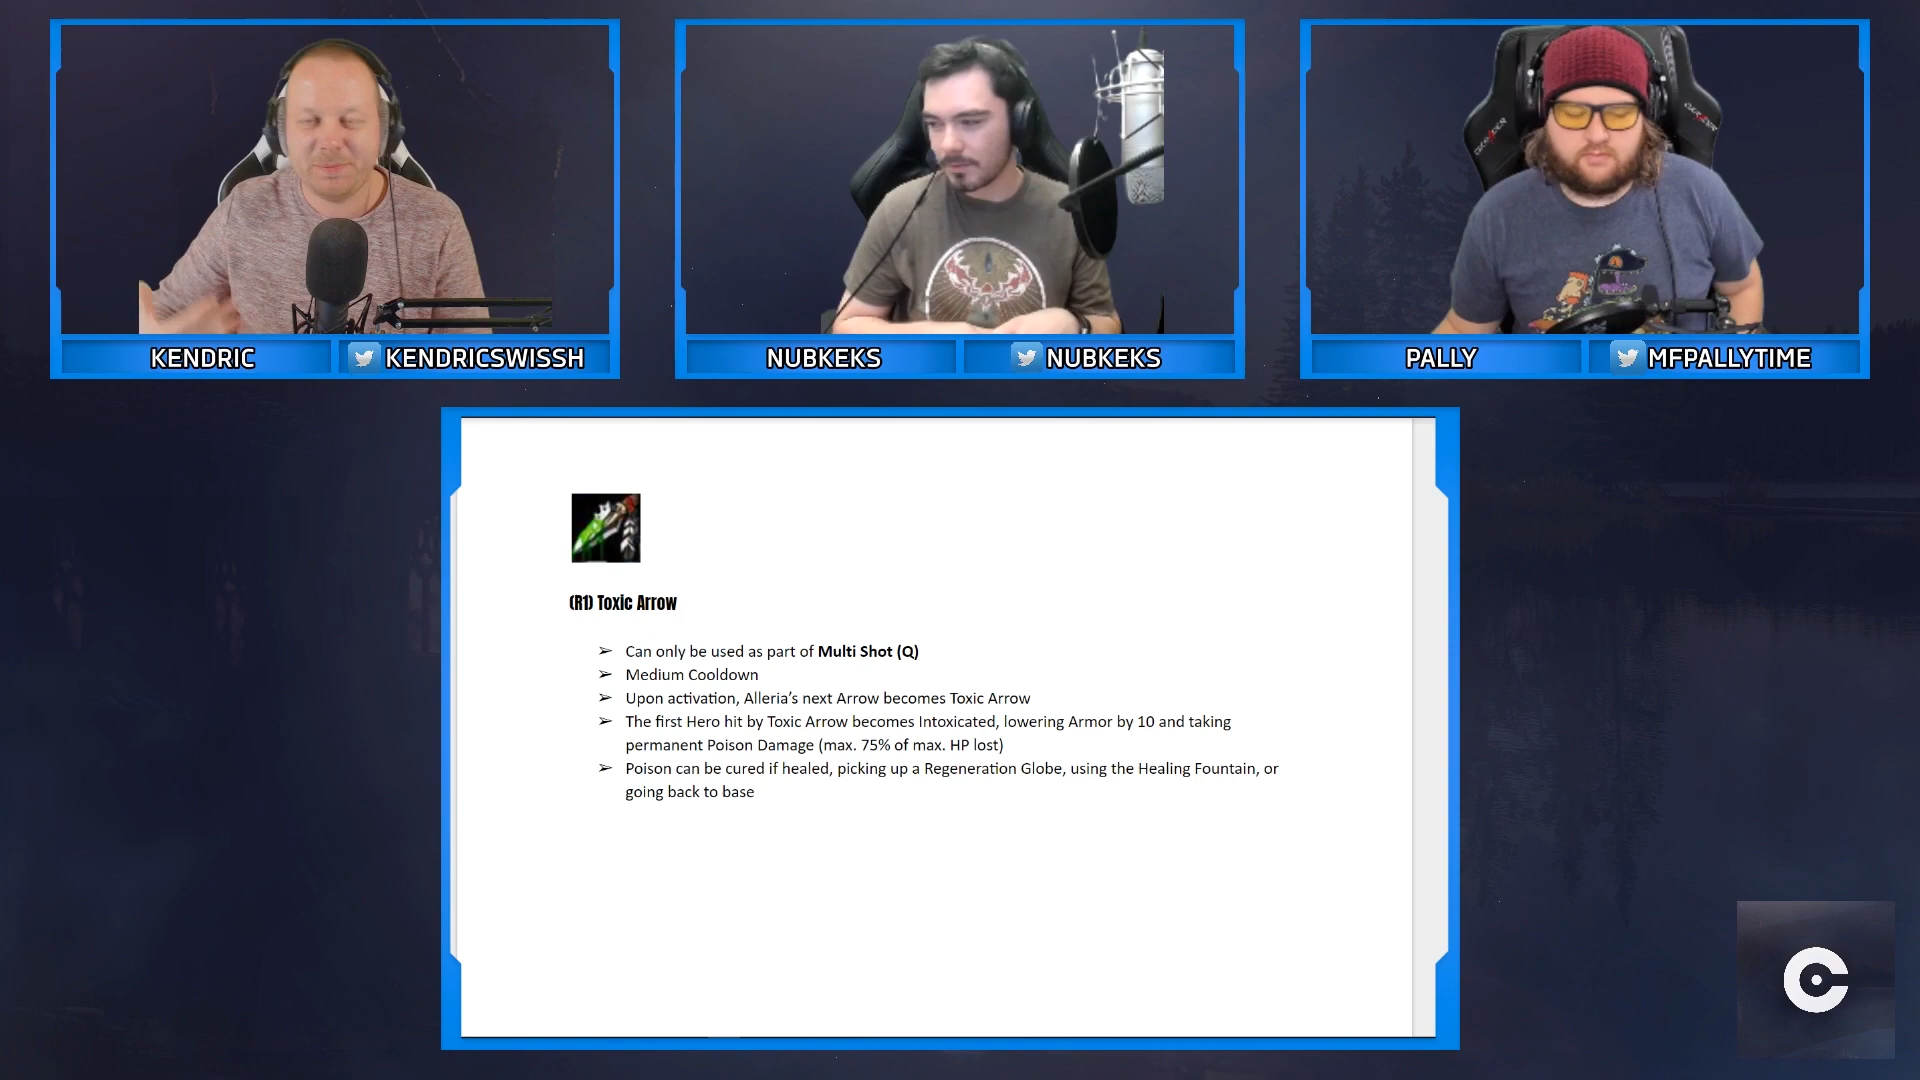 KENDRIC
KENDRICSWISSH
NUBKEKS
NUBKEKS
PALLY
MFPALLYTIME
(R1) Toxic Arrow
➢ Can only be used as part of Multi Shot (Q)
➢ Medium Cooldown
➢ Upon activation, Alleria’s next Arrow becomes Toxic Arrow
➢ The first Hero hit by Toxic Arrow becomes Intoxicated, lowering Armor by 10 and taking
permanent Poison Damage (max. 75% of max. HP lost)
➢ Poison can be cured if healed, picking up a Regeneration Globe, using the Healing Fountain, or
going back to base